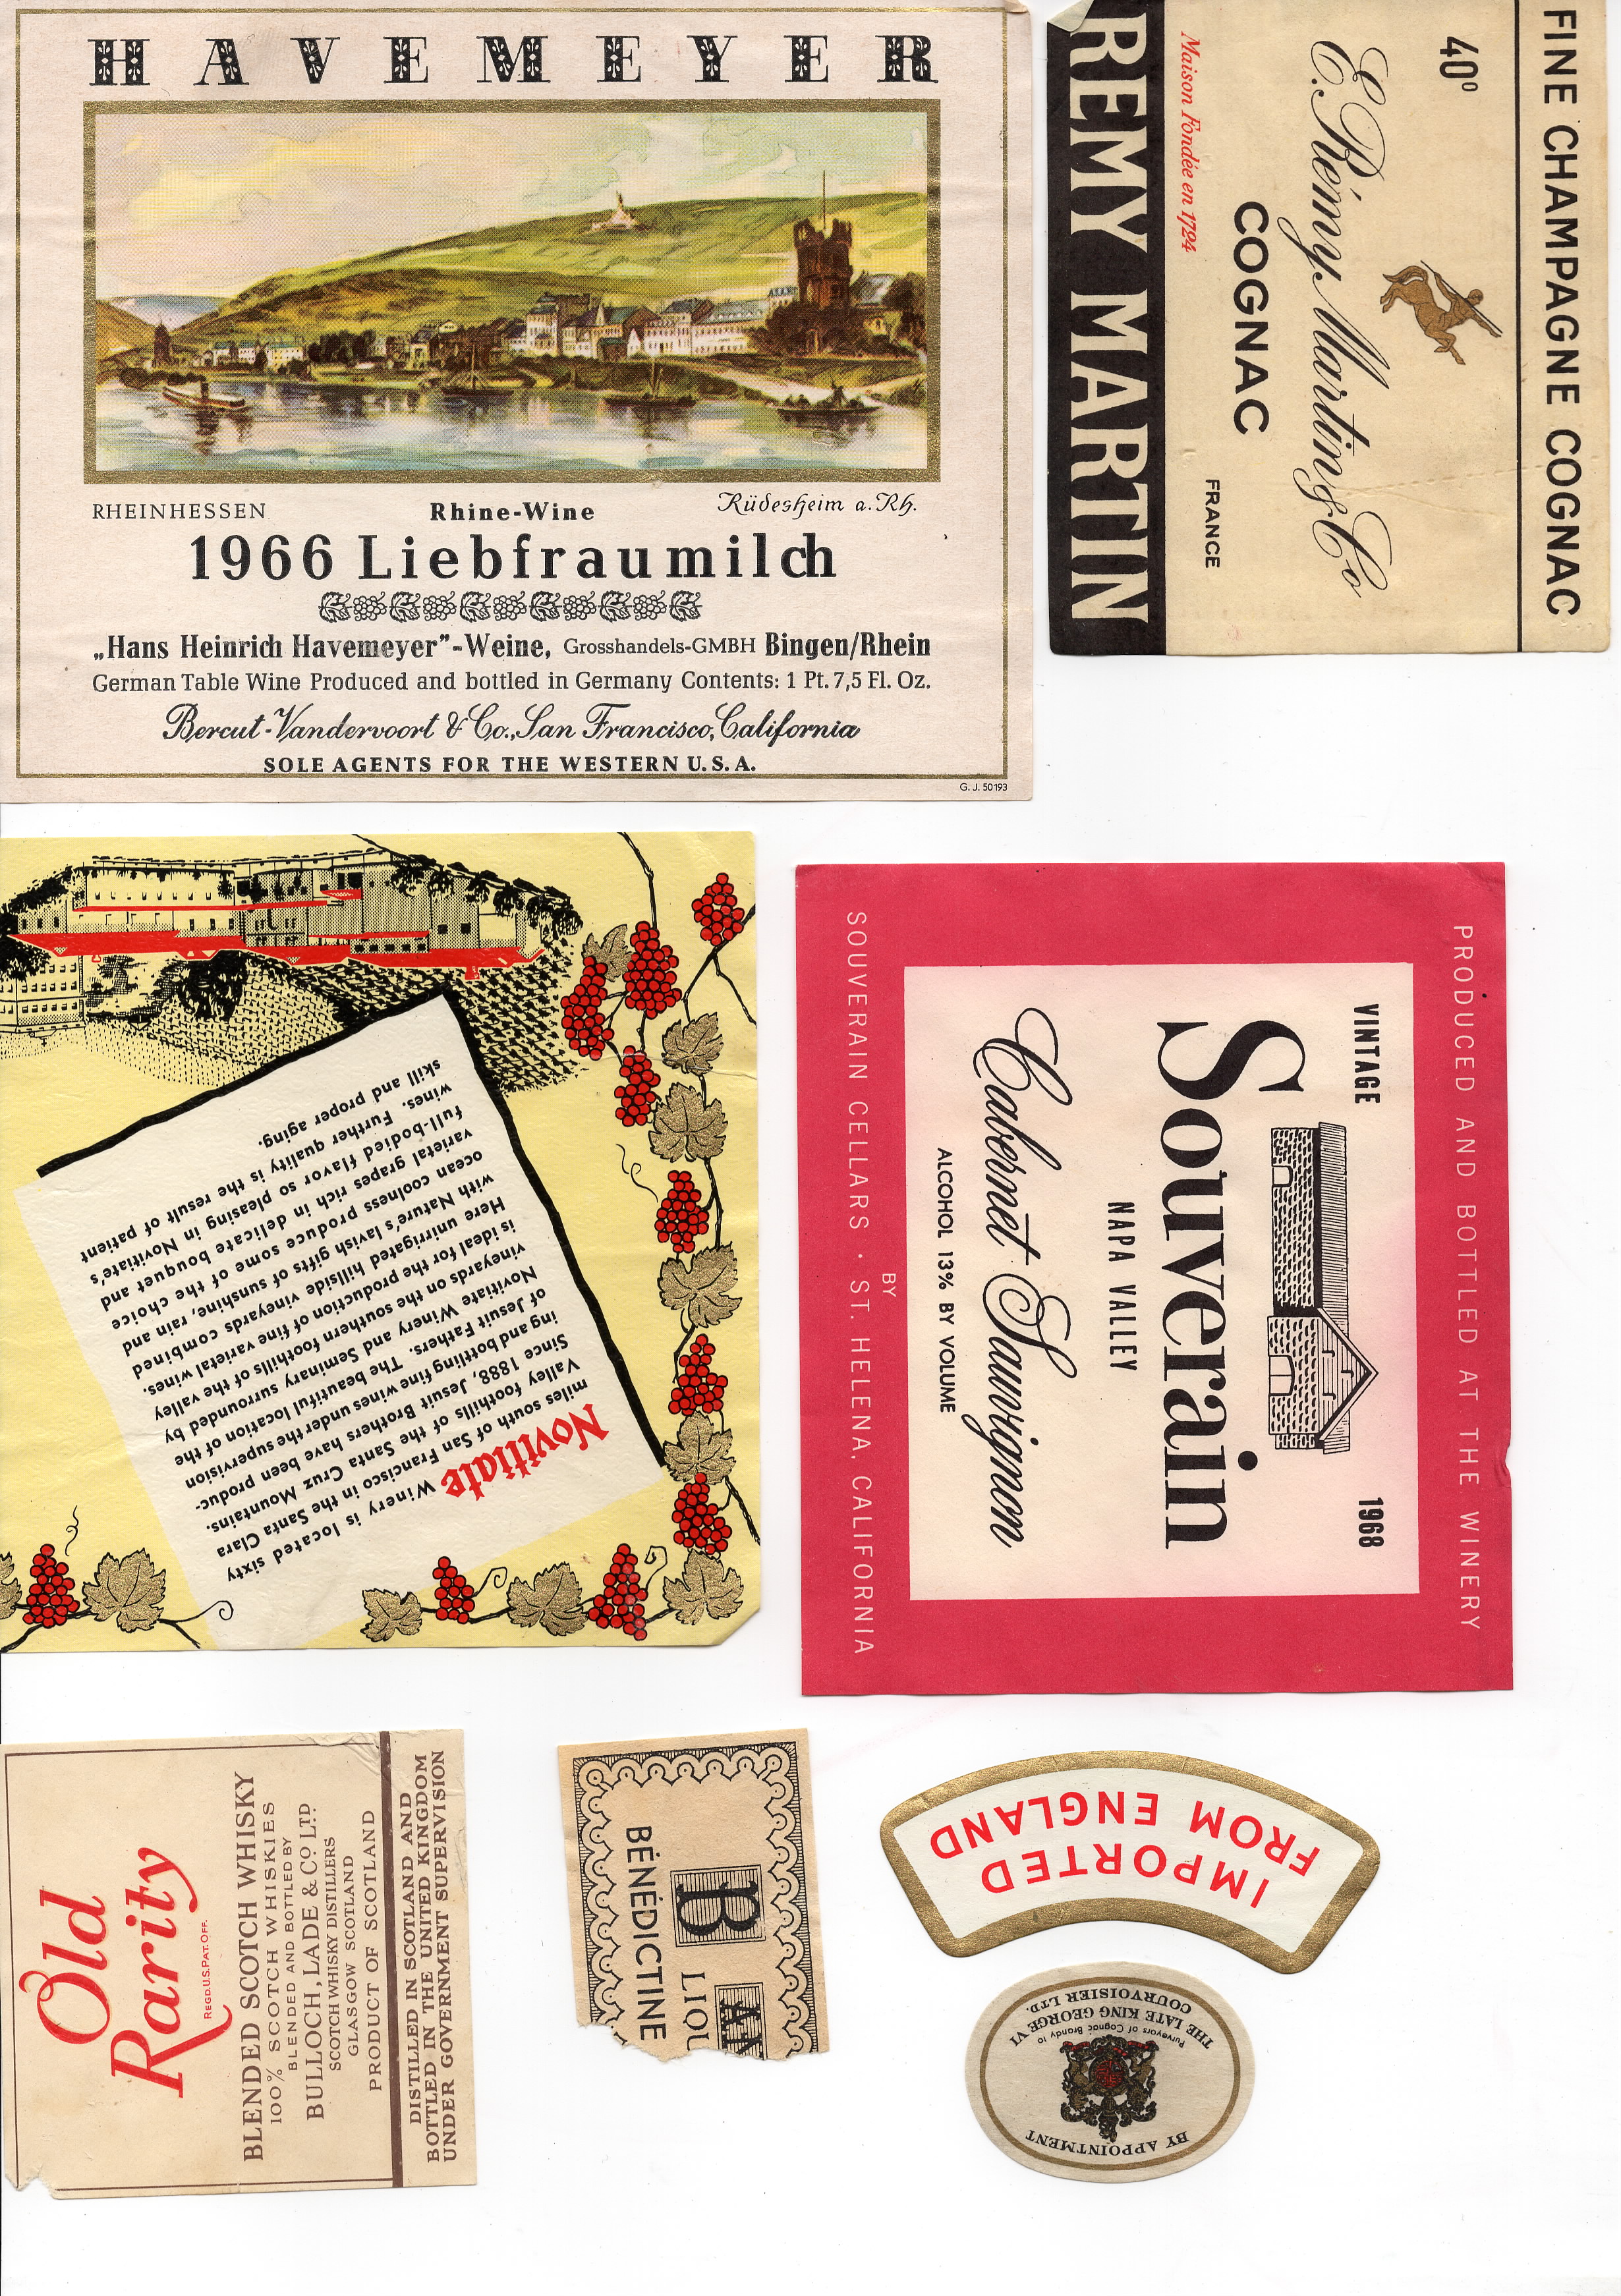 HAVEMEYER
RHEINHESSEN Rhine-Wine Rüdesheim a. Rh.
1966 Liebfraumilch
„Hans Heinrich Havemeyer”-Weine, Grosshandels-GMBH Bingen/Rhein
German Table Wine Produced and bottled in Germany Contents: 1 Pt. 7,5 Fl. Oz.
Bercut-Vandervoort & Co., San Francisco, California
SOLE AGENTS FOR THE WESTERN U.S.A.
G. J. 50193
FINE CHAMPAGNE COGNAC
40⁰
E. Rémy Martin & Co
COGNAC
FRANCE
Maison Fondée en 1724
REMY MARTIN
Novitiate Winery is located sixty
miles south of San Francisco in the Santa Clara
Valley foothills of the Santa Cruz Mountains.
Since 1888, Jesuit Brothers have been produc-
ing and bottling fine wines under the supervision
of Jesuit Fathers. The beautiful location of the
Novitiate Winery and Seminary surrounded by
vineyards on the southern foothills of the valley
is ideal for the production of fine varietal wines.
Here unirrigated hillside vineyards combined
with Nature's lavish gifts of sunshine, rain and
ocean coolness produce some of the choice
varietal grapes rich in delicate bouquet and
full-bodied flavor so pleasing in Novitiate's
wines. Further quality is the result of patient
skill and proper aging.
PRODUCED AND BOTTLED AT THE WINERY
VINTAGE 1968
Souverain
NAPA VALLEY
Cabernet Sauvignon
ALCOHOL 13% BY VOLUME
BY
SOUVERAIN CELLARS · ST. HELENA, CALIFORNIA
Old
Rarity
REGD.U.S.PAT.OFF.
BLENDED SCOTCH WHISKY
100% SCOTCH WHISKIES
BLENDED AND BOTTLED BY
BULLOCH, LADE & CO. LTD.
SCOTCH WHISKY DISTILLERS
GLASGOW SCOTLAND
PRODUCT OF SCOTLAND
DISTILLED IN SCOTLAND AND
BOTTLED IN THE UNITED KINGDOM
UNDER GOVERNMENT SUPERVISION
B
LIQU
BÉNÉDICTINE
IMPORTED
FROM ENGLAND
BY APPOINTMENT
Purveyors of Cognac Brandy to
THE LATE KING GEORGE VI
COURVOISIER LTD.